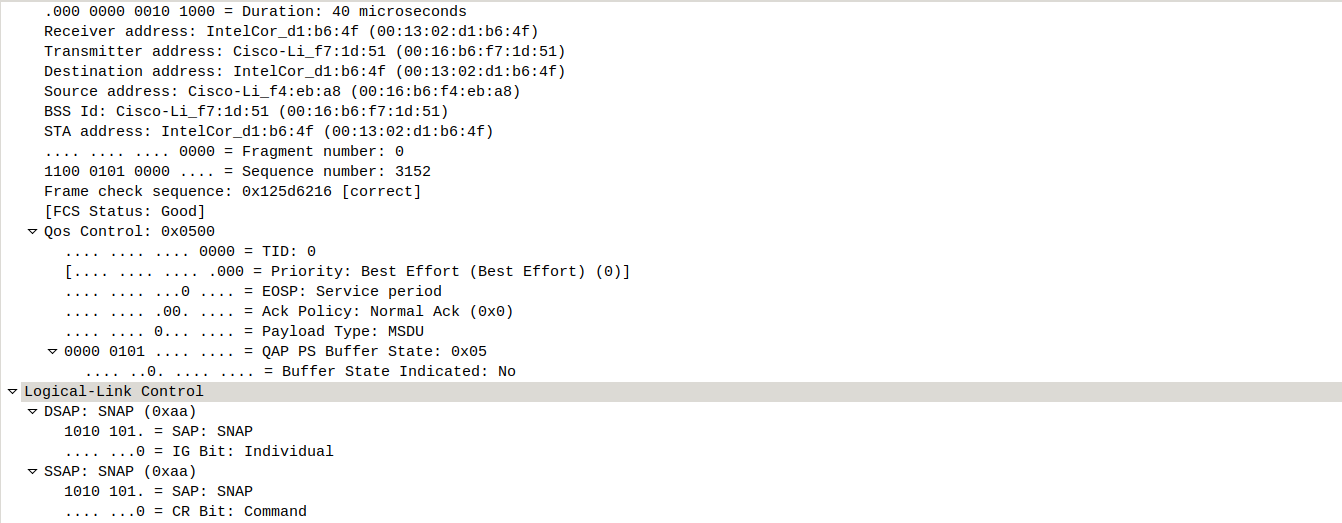 .000 0000 0010 1000 = Duration: 40 microseconds
Receiver address: IntelCor_d1:b6:4f (00:13:02:d1:b6:4f)
Transmitter address: Cisco-Li_f7:1d:51 (00:16:b6:f7:1d:51)
Destination address: IntelCor_d1:b6:4f (00:13:02:d1:b6:4f)
Source address: Cisco-Li_f4:eb:a8 (00:16:b6:f4:eb:a8)
BSS Id: Cisco-Li_f7:1d:51 (00:16:b6:f7:1d:51)
STA address: IntelCor_d1:b6:4f (00:13:02:d1:b6:4f)
.... .... .... 0000 = Fragment number: 0
1100 0101 0000 .... = Sequence number: 3152
Frame check sequence: 0x125d6216 [correct]
[FCS Status: Good]
Qos Control: 0x0500
.... .... .... 0000 = TID: 0
[.... .... .... .000 = Priority: Best Effort (Best Effort) (0)]
.... .... ...0 .... = EOSP: Service period
.... .... .00. .... = Ack Policy: Normal Ack (0x0)
.... .... 0... .... = Payload Type: MSDU
0000 0101 .... .... = QAP PS Buffer State: 0x05
.... ..0. .... .... = Buffer State Indicated: No
Logical-Link Control
DSAP: SNAP (0xaa)
1010 101. = SAP: SNAP
.... ...0 = IG Bit: Individual
SSAP: SNAP (0xaa)
1010 101. = SAP: SNAP
.... ...0 = CR Bit: Command